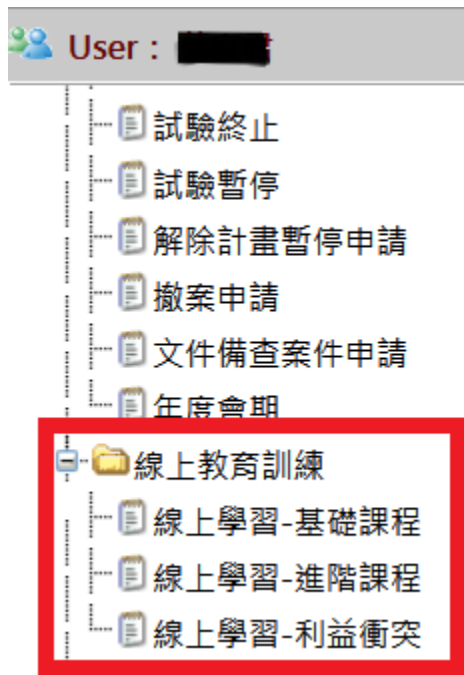 User :
試驗終止
試驗暫停
解除計畫暫停申請
撤案申請
文件備查案件申請
年度會期
線上教育訓練
線上學習-基礎課程
線上學習-進階課程
線上學習-利益衝突